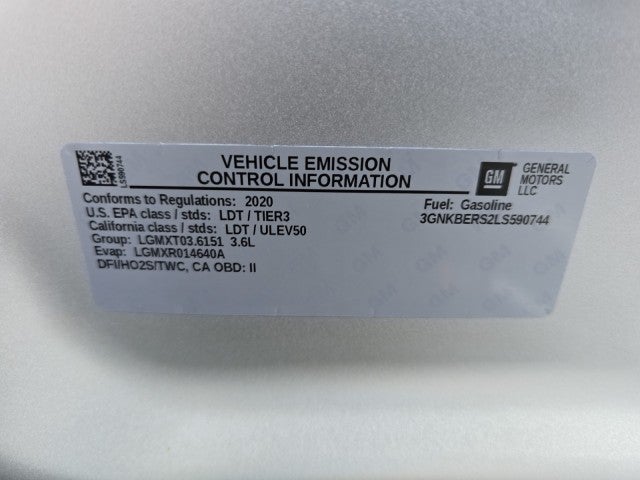 LS590744
VEHICLE EMISSION
CONTROL INFORMATION
GM
GENERAL
MOTORS
LLC
Conforms to Regulations: 2020
U.S. EPA class / stds: LDT / TIER3
California class / stds: LDT / ULEV50
Group: LGMXT03.6151 3.6L
Evap: LGMXR014640A
DFI/HO2S/TWC, CA OBD: II
Fuel: Gasoline
3GNKBERS2LS590744